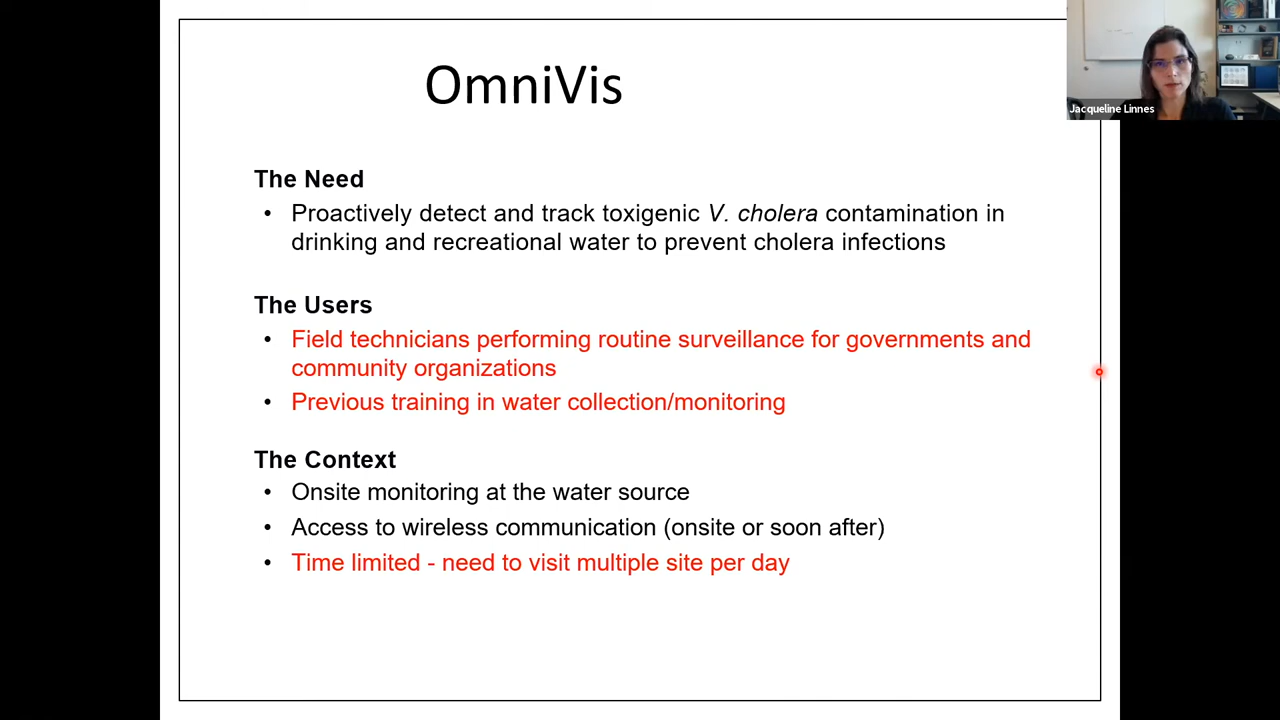 OmniVis
Jacqueline Linnes
The Need
• Proactively detect and track toxigenic V. cholera contamination in
drinking and recreational water to prevent cholera infections
The Users
• Field technicians performing routine surveillance for governments and
community organizations
• Previous training in water collection/monitoring
The Context
• Onsite monitoring at the water source
• Access to wireless communication (onsite or soon after)
• Time limited - need to visit multiple site per day